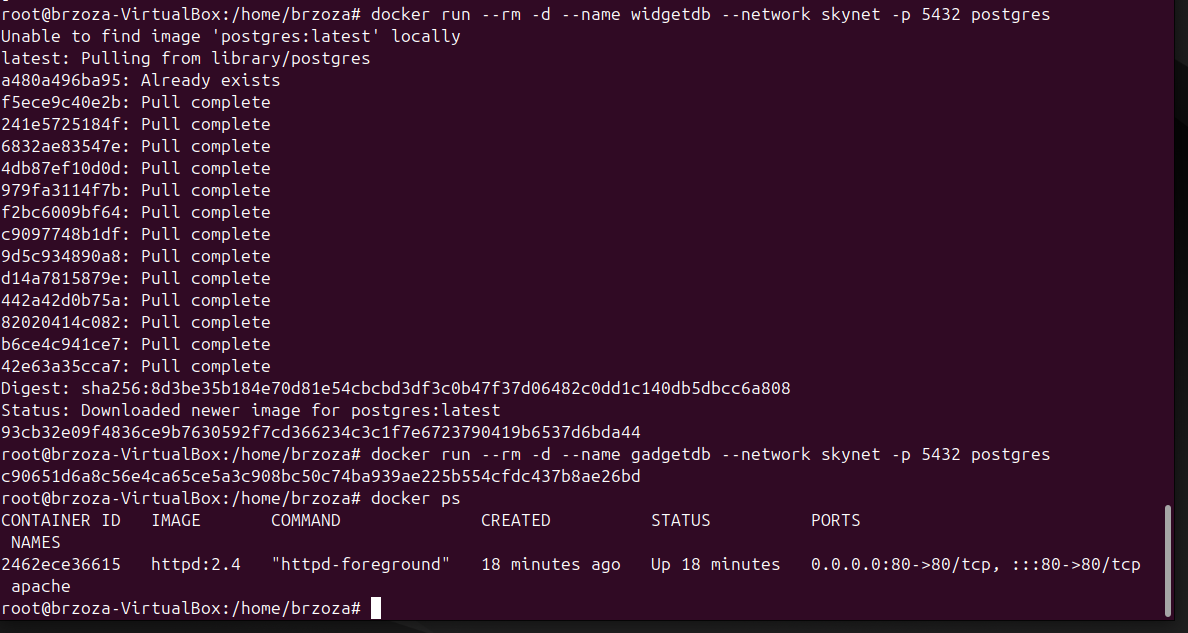 root@brzoza-VirtualBox:/home/brzoza# docker run --rm -d --name widgetdb --network skynet -p 5432 postgres
Unable to find image 'postgres:latest' locally
latest: Pulling from library/postgres
a480a496ba95: Already exists
f5ece9c40e2b: Pull complete
241e5725184f: Pull complete
6832ae83547e: Pull complete
4db87ef10d0d: Pull complete
979fa3114f7b: Pull complete
f2bc6009bf64: Pull complete
c9097748b1df: Pull complete
9d5c934890a8: Pull complete
d14a7815879e: Pull complete
442a42d0b75a: Pull complete
82020414c082: Pull complete
b6ce4c941ce7: Pull complete
42e63a35cca7: Pull complete
Digest: sha256:8d3be35b184e70d81e54cbcbd3df3c0b47f37d06482c0dd1c140db5dbcc6a808
Status: Downloaded newer image for postgres:latest
93cb32e09f4836ce9b7630592f7cd366234c3c1f7e6723790419b6537d6bda44
root@brzoza-VirtualBox:/home/brzoza# docker run --rm -d --name gadgetdb --network skynet -p 5432 postgres
c90651d6a8c56e4ca65ce5a3c908bc50c74ba939ae225b554cfdc437b8ae26bd
root@brzoza-VirtualBox:/home/brzoza# docker ps
CONTAINER ID   IMAGE       COMMAND              CREATED          STATUS          PORTS
 NAMES
2462ece36615   httpd:2.4   "httpd-foreground"   18 minutes ago   Up 18 minutes   0.0.0.0:80->80/tcp, :::80->80/tcp
 apache
root@brzoza-VirtualBox:/home/brzoza#